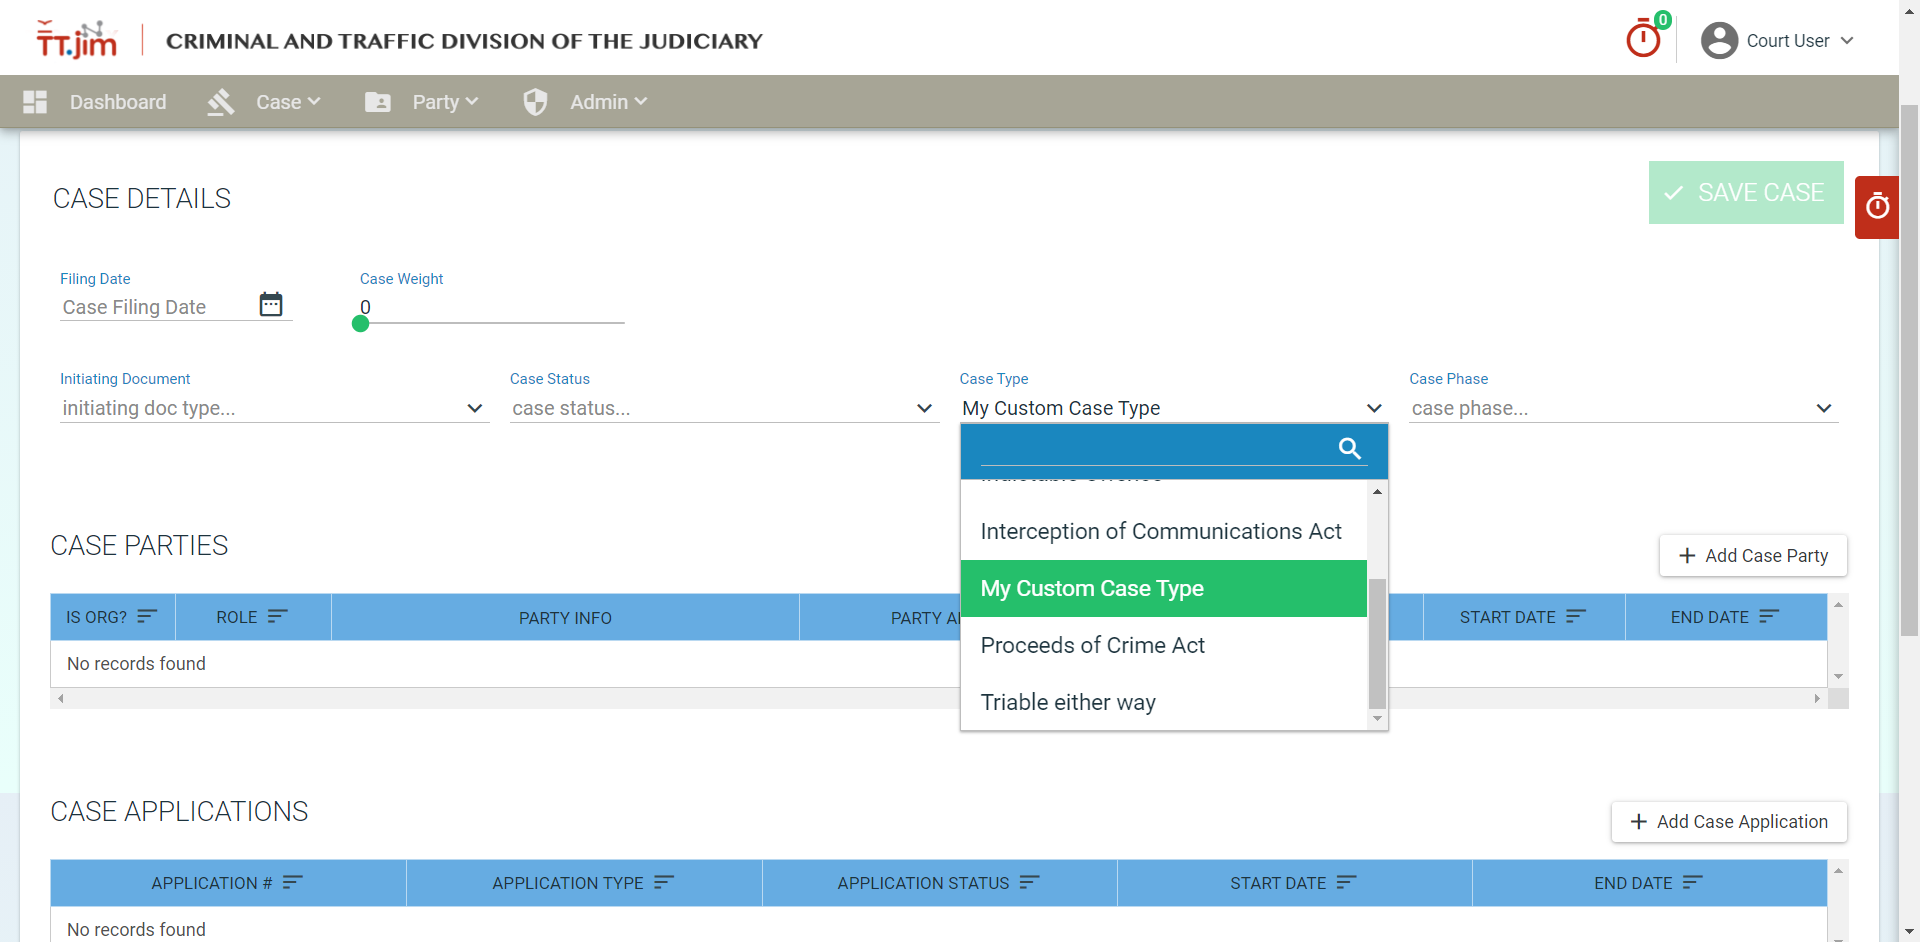 TT.jim
CRIMINAL AND TRAFFIC DIVISION OF THE JUDICIARY
0
Court User
Dashboard
Case
Party
Admin
CASE DETAILS
SAVE CASE
Filing Date
Case Weight
Case Filing Date
0
Initiating Document
Case Status
Case Type
Case Phase
initiating doc type...
case status...
My Custom Case Type
case phase...
Interception of Communications Act
My Custom Case Type
Proceeds of Crime Act
Triable either way
CASE PARTIES
Add Case Party
IS ORG?
ROLE
PARTY INFO
PARTY
START DATE
END DATE
No records found
CASE APPLICATIONS
Add Case Application
APPLICATION #
APPLICATION TYPE
APPLICATION STATUS
START DATE
END DATE
No records found